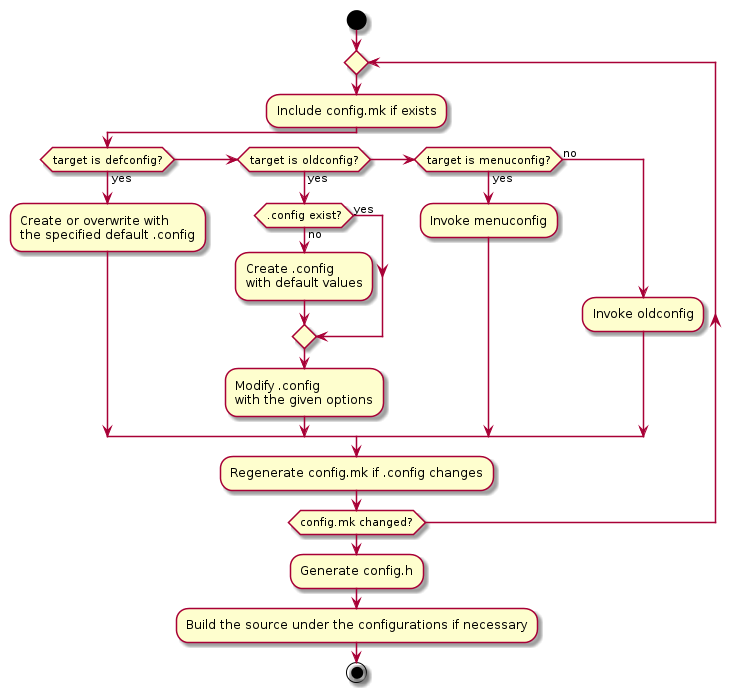 Include config.mk if exists
target is defconfig?
yes
target is oldconfig?
yes
target is menuconfig?
yes
no
Create or overwrite with
the specified default .config
.config exist?
yes
no
Create .config
with default values
Modify .config
with the given options
Invoke menuconfig
Invoke oldconfig
Regenerate config.mk if .config changes
config.mk changed?
Generate config.h
Build the source under the configurations if necessary